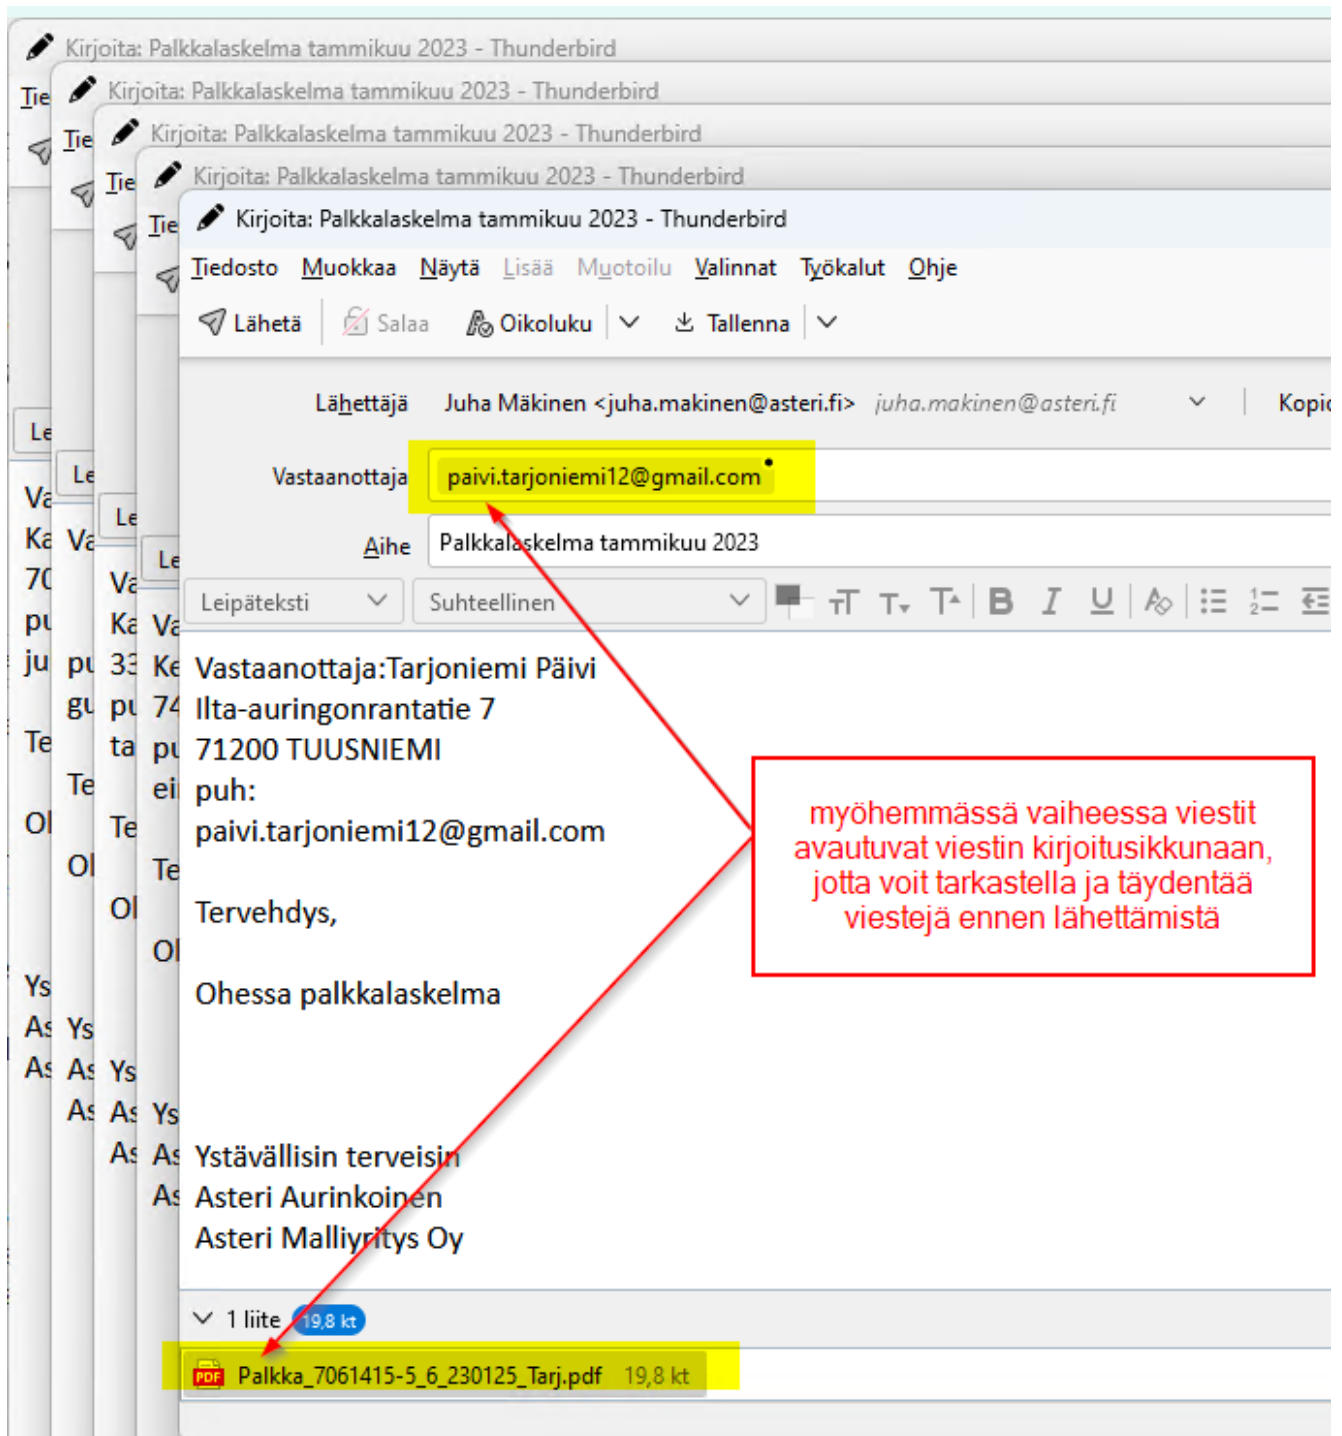 Kirjoita: Palkkalaskelma tammikuu 2023 - Thunderbird
Kirjoita: Palkkalaskelma tammikuu 2023 - Thunderbird
Kirjoita: Palkkalaskelma tammikuu 2023 - Thunderbird
Kirjoita: Palkkalaskelma tammikuu 2023 - Thunderbird
Kirjoita: Palkkalaskelma tammikuu 2023 - Thunderbird
Tiedosto Muokkaa Näytä Lisää Muotoilu Valinnat Työkalut Ohje
Lähetä Salaa Oikoluku Tallenna
Lähettäjä Juha Mäkinen <juha.makinen@asteri.fi> juha.makinen@asteri.fi
Vastaanottaja paivi.tarjoniemi12@gmail.com
Aihe Palkkalaskelma tammikuu 2023
Leipäteksti Suhteellinen
Vastaanottaja:Tarjoniemi Päivi
Ilta-auringonrantatie 7
71200 TUUSNIEMI
puh:
paivi.tarjoniemi12@gmail.com
Tervehdys,
Ohessa palkkalaskelma
Ystävällisin terveisin
Asteri Aurinkoinen
Asteri Malliyritys Oy
myöhemmässä vaiheessa viestit
avautuvat viestin kirjoitusikkunaan,
jotta voit tarkastella ja täydentää
viestejä ennen lähettämistä
1 liite 19,8 kt
PDF Palkka_7061415-5_6_230125_Tarj.pdf 19,8 kt